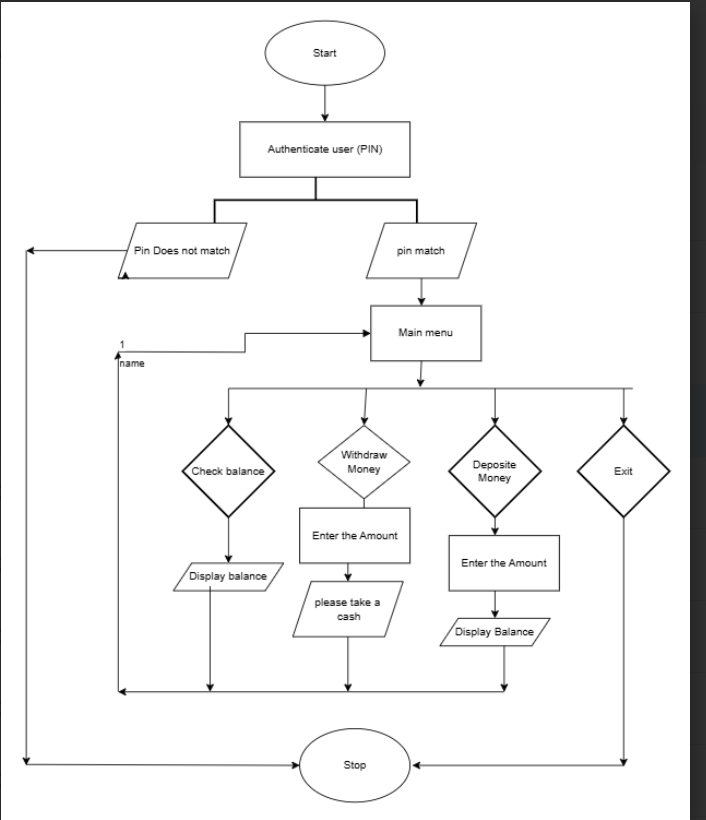 Start
Authenticate user (PIN)
Pin Does not match
pin match
Main menu
1
name
Check balance
Withdraw
Money
Deposite
Money
Exit
Enter the Amount
Enter the Amount
Display balance
please take a
cash
Display Balance
Stop